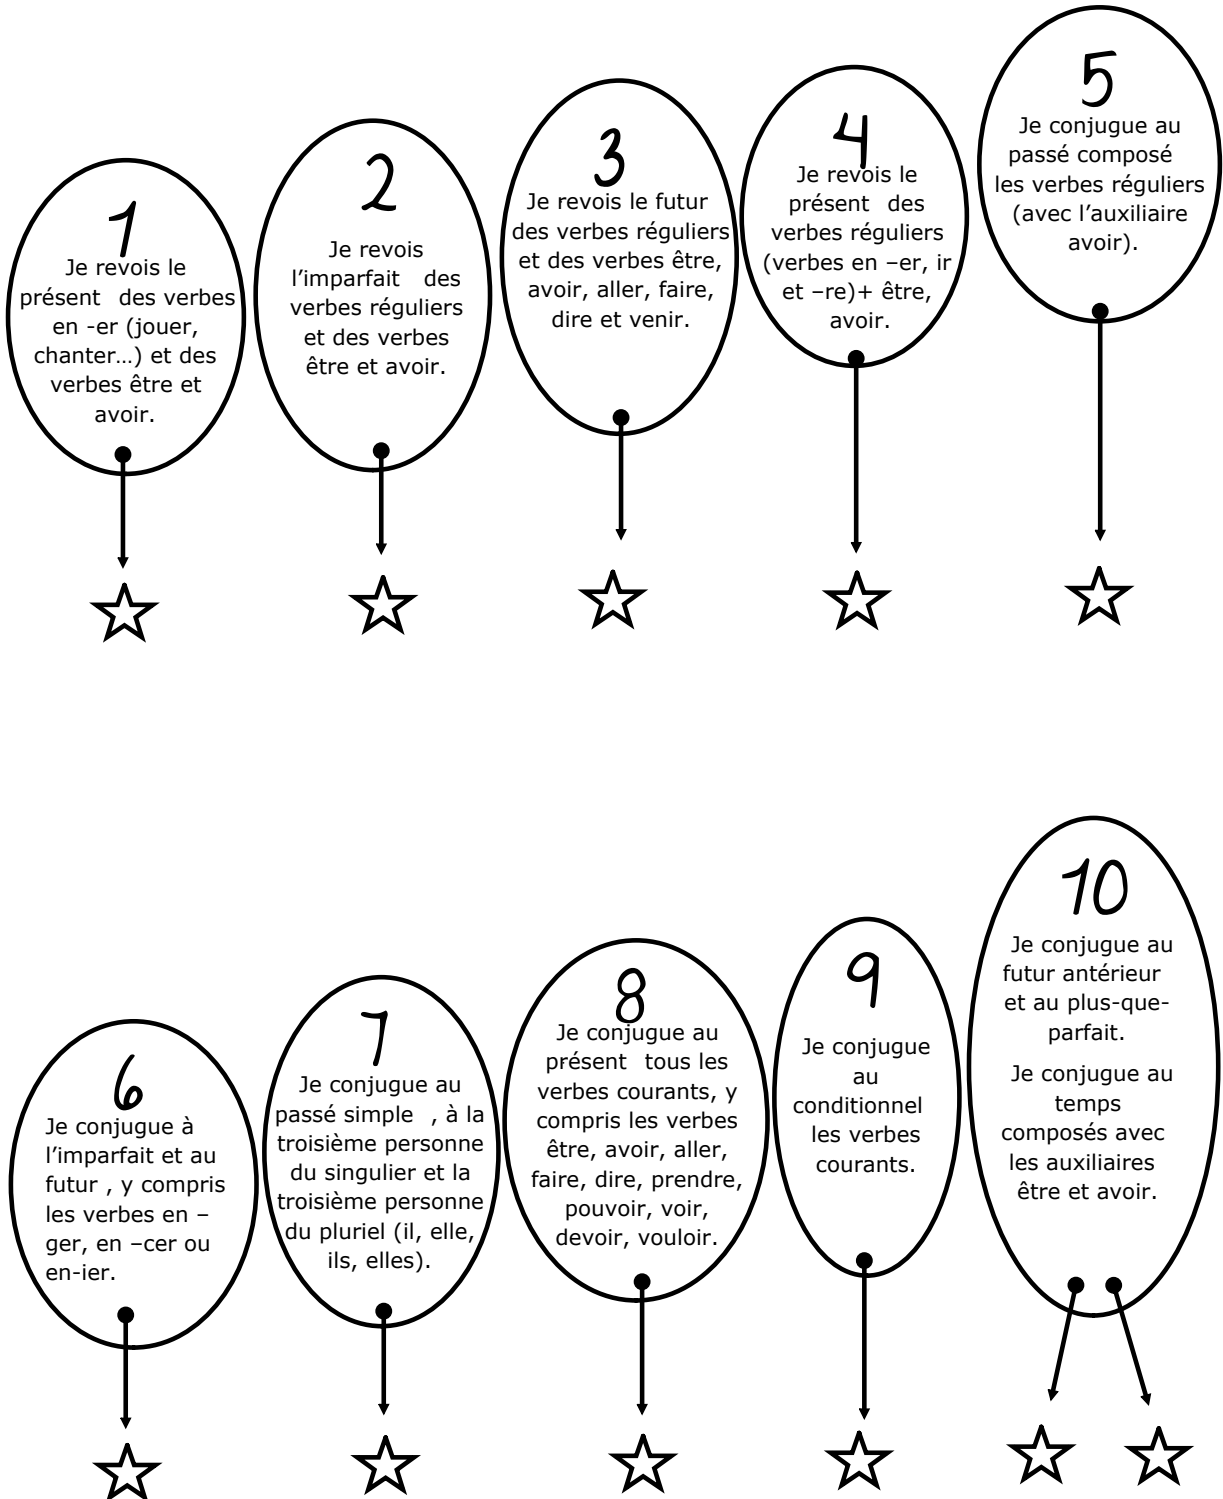 1
Je revois le
présent des verbes
en -er (jouer,
chanter…) et des
verbes être et
avoir.
2
Je revois
l'imparfait des
verbes réguliers
et des verbes
être et avoir.
3
Je revois le futur
des verbes réguliers
et des verbes être,
avoir, aller, faire,
dire et venir.
4
Je revois le
présent des
verbes réguliers
(verbes en –er, ir
et –re)+ être,
avoir.
5
Je conjugue au
passé composé
les verbes réguliers
(avec l'auxiliaire
avoir).
6
Je conjugue à
l'imparfait et au
futur , y compris
les verbes en –
ger, en –cer ou
en-ier.
7
Je conjugue au
passé simple , à la
troisième personne
du singulier et la
troisième personne
du pluriel (il, elle,
ils, elles).
8
Je conjugue au
présent tous les
verbes courants, y
compris les verbes
être, avoir, aller,
faire, dire, prendre,
pouvoir, voir,
devoir, vouloir.
9
Je conjugue
au
conditionnel
les verbes
courants.
10
Je conjugue au
futur antérieur
et au plus-que-
parfait.
Je conjugue au
temps
composés avec
les auxiliaires
être et avoir.